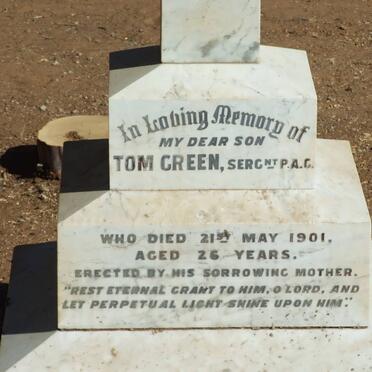 In Loving Memory of
MY DEAR SON
TOM GREEN, SERGNT P.A.G.
WHO DIED 21ST MAY 1901,
AGED 26 YEARS.
ERECTED BY HIS SORROWING MOTHER.
"REST ETERNAL GRANT TO HIM, O LORD, AND
LET PERPETUAL LIGHT SHINE UPON HIM".